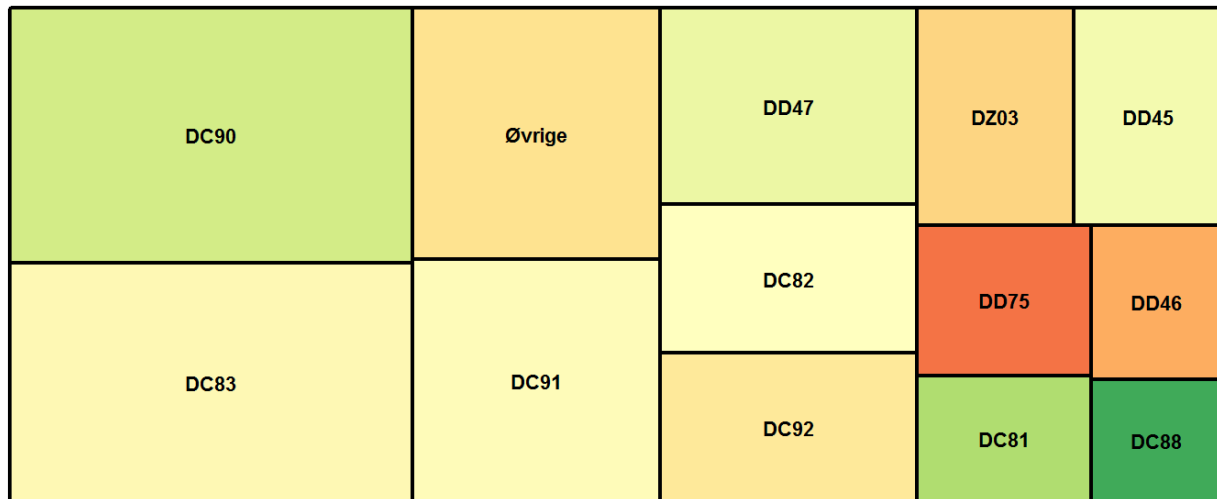 DC90
Øvrige
DD47
DZ03
DD45
DC82
DD75
DD46
DC83
DC91
DC92
DC81
DC88